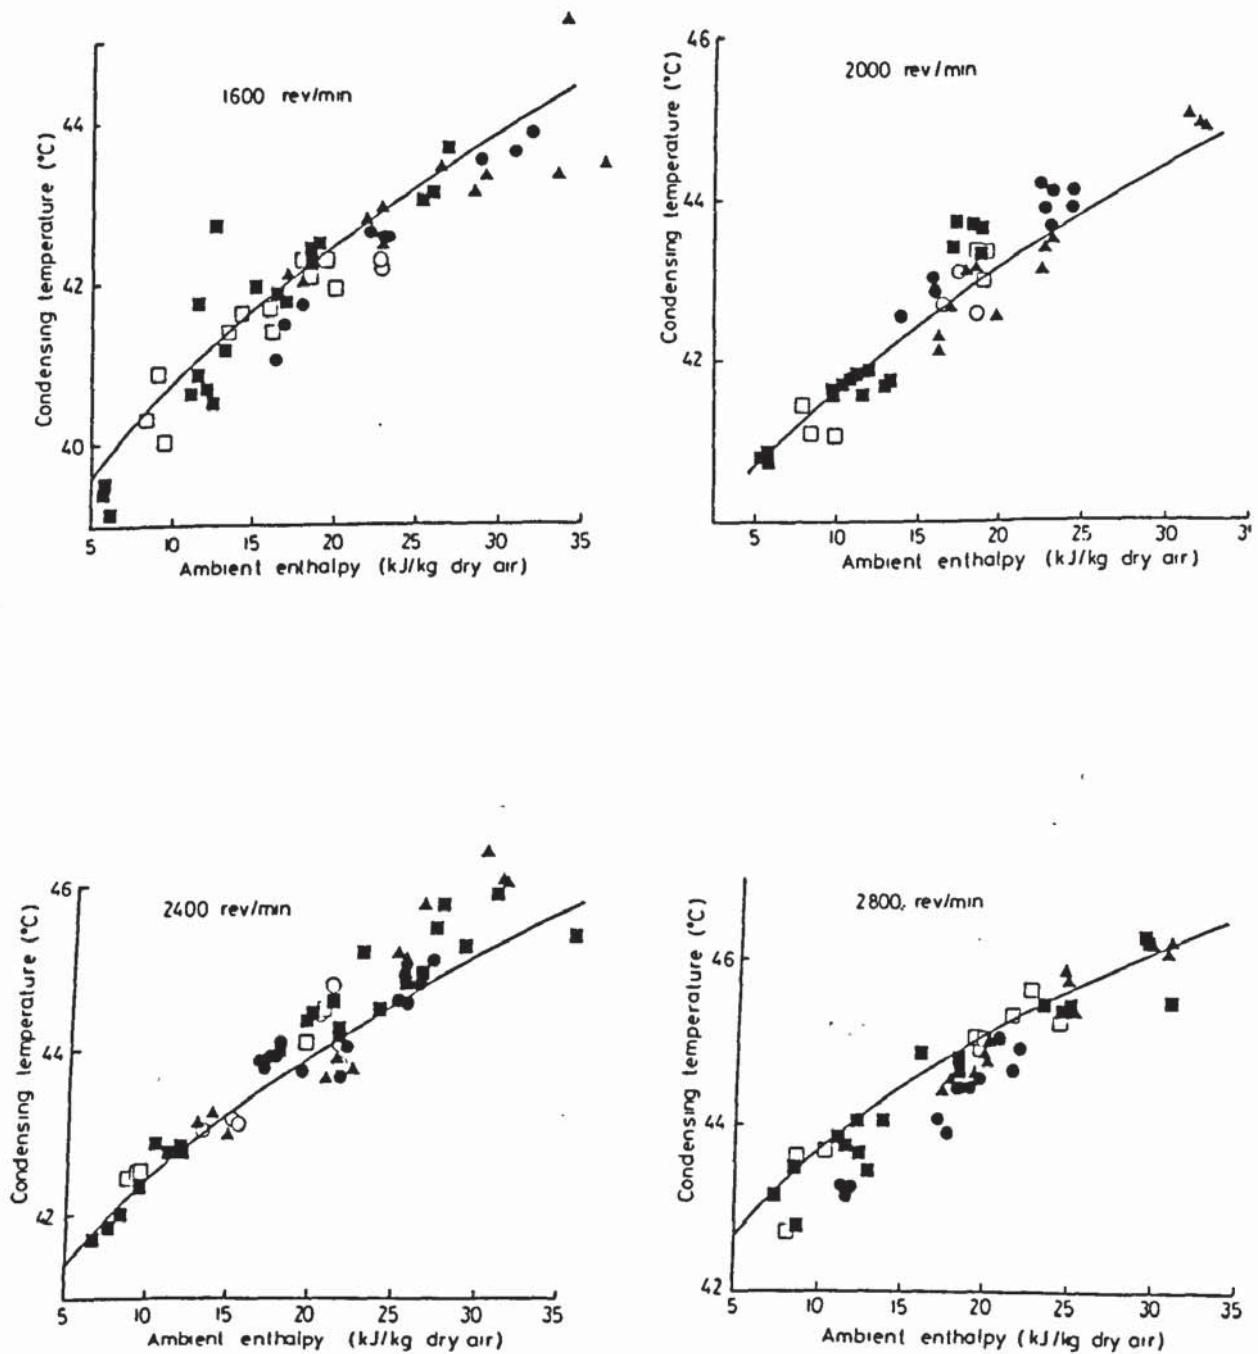 1600 rev/min
Condensing temperature (°C)
44
42
40
5 10 15 20 25 30 35
Ambient enthalpy (kJ/kg dry air)
2000 rev/min
Condensing temperature (°C)
46
44
42
5 10 15 20 25 30
Ambient enthalpy (kJ/kg dry air)
2400 rev/min
Condensing temperature (°C)
46
44
42
5 10 15 20 25 30 35
Ambient enthalpy (kJ/kg dry air)
2800, rev/min
Condensing temperature (°C)
46
44
42
5 10 15 20 25 30 35
Ambient enthalpy (kJ/kg dry air)